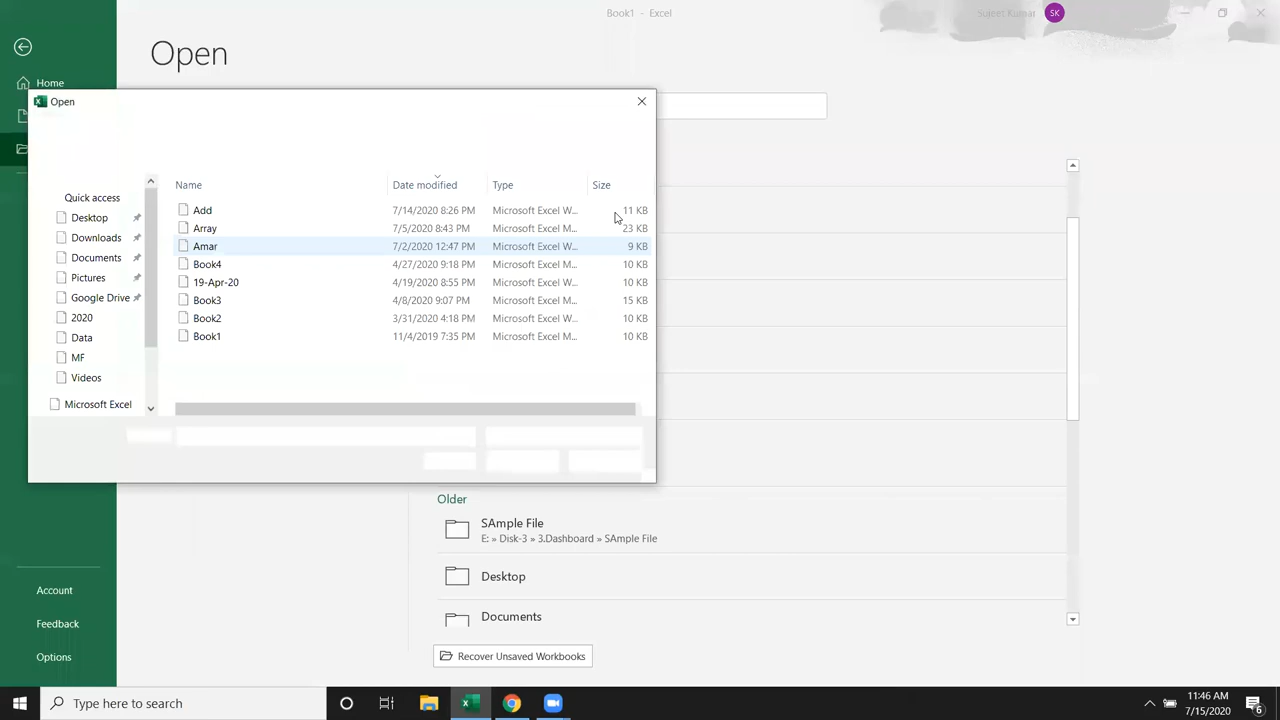 Book1 - Excel
Sujeet Kumar
SK
Open
Home
Open
Name
Date modified
Type
Size
Quick access
Desktop
Downloads
Documents
Pictures
Google Drive
2020
Data
MF
Videos
Microsoft Excel
Add 7/14/2020 8:26 PM Microsoft Excel W... 11 KB
Array 7/5/2020 8:43 PM Microsoft Excel M... 23 KB
Amar 7/2/2020 12:47 PM Microsoft Excel W... 9 KB
Book4 4/27/2020 9:18 PM Microsoft Excel M... 10 KB
19-Apr-20 4/19/2020 8:55 PM Microsoft Excel M... 10 KB
Book3 4/8/2020 9:07 PM Microsoft Excel M... 15 KB
Book2 3/31/2020 4:18 PM Microsoft Excel W... 10 KB
Book1 11/4/2019 7:35 PM Microsoft Excel M... 10 KB
Older
SAmple File
E: » Disk-3 » 3.Dashboard » SAmple File
Desktop
Documents
Recover Unsaved Workbooks
Account
Feedback
Options
Type here to search
11:46 AM
7/15/2020
6